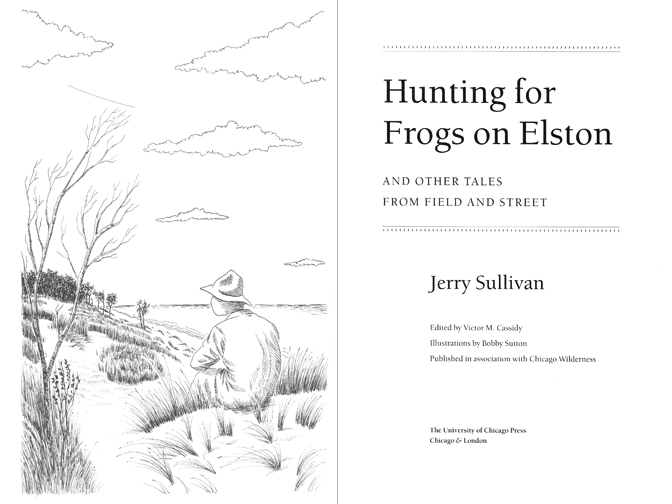 Hunting for
Frogs on Elston
AND OTHER TALES
FROM FIELD AND STREET
Jerry Sullivan
Edited by Victor M. Cassidy
Illustrations by Bobby Sutton
Published in association with Chicago Wilderness
The University of Chicago Press
Chicago & London